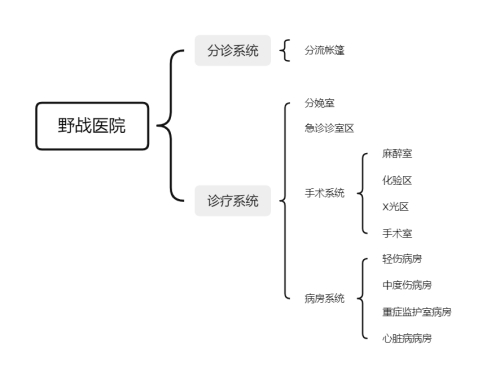 野战医院
分诊系统
分流帐篷
诊疗系统
分娩室
急诊诊室区
手术系统
麻醉室
化验区
X光区
手术室
病房系统
轻伤病房
中度伤病房
重症监护室病房
心脏病病房